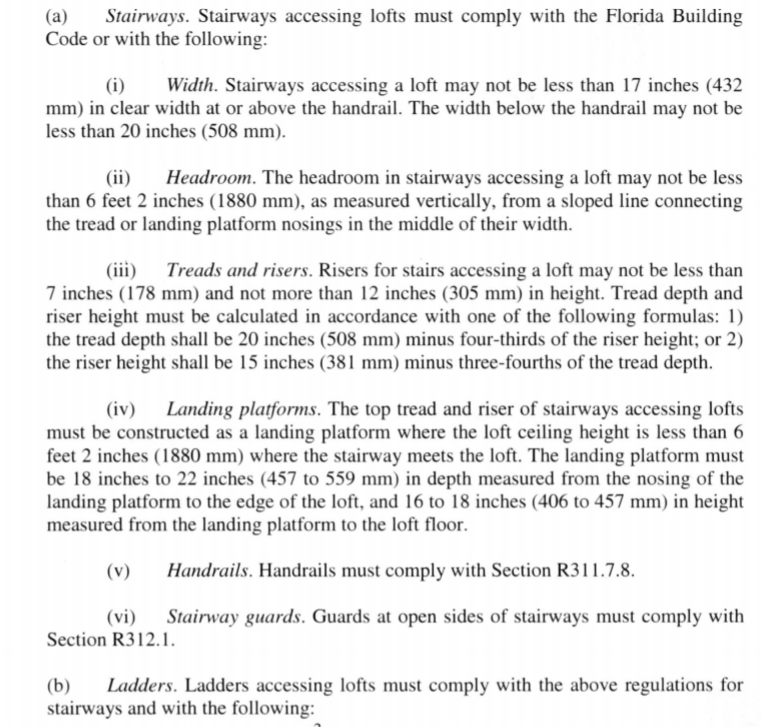 (a) Stairways. Stairways accessing lofts must comply with the Florida Building
Code or with the following:
(i) Width. Stairways accessing a loft may not be less than 17 inches (432
mm) in clear width at or above the handrail. The width below the handrail may not be
less than 20 inches (508 mm).
(ii) Headroom. The headroom in stairways accessing a loft may not be less
than 6 feet 2 inches (1880 mm), as measured vertically, from a sloped line connecting
the tread or landing platform nosings in the middle of their width.
(iii) Treads and risers. Risers for stairs accessing a loft may not be less than
7 inches (178 mm) and not more than 12 inches (305 mm) in height. Tread depth and
riser height must be calculated in accordance with one of the following formulas: 1)
the tread depth shall be 20 inches (508 mm) minus four-thirds of the riser height; or 2)
the riser height shall be 15 inches (381 mm) minus three-fourths of the tread depth.
(iv) Landing platforms. The top tread and riser of stairways accessing lofts
must be constructed as a landing platform where the loft ceiling height is less than 6
feet 2 inches (1880 mm) where the stairway meets the loft. The landing platform must
be 18 inches to 22 inches (457 to 559 mm) in depth measured from the nosing of the
landing platform to the edge of the loft, and 16 to 18 inches (406 to 457 mm) in height
measured from the landing platform to the loft floor.
(v) Handrails. Handrails must comply with Section R311.7.8.
(vi) Stairway guards. Guards at open sides of stairways must comply with
Section R312.1.
(b) Ladders. Ladders accessing lofts must comply with the above regulations for
stairways and with the following: